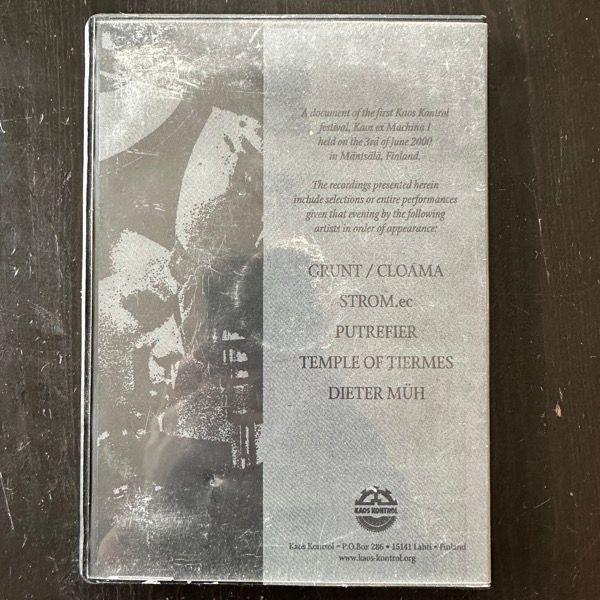 A document of the first Kaos Kontrol
festival, Kaos ex Machina I
held on the 3rd of June 2000
in Mäntsälä, Finland.
The recordings presented herein
include selections or entire performances
given that evening by the following
artists in order of appearance:
GRUNT / CLOAMA
STROM.ec
PUTREFIER
TEMPLE OF TIERMES
DIETER MÜH
KAOS KONTROL
Kaos Kontrol • P.O.Box 286 • 15141 Lahti • Finland
www.kaos-kontrol.org